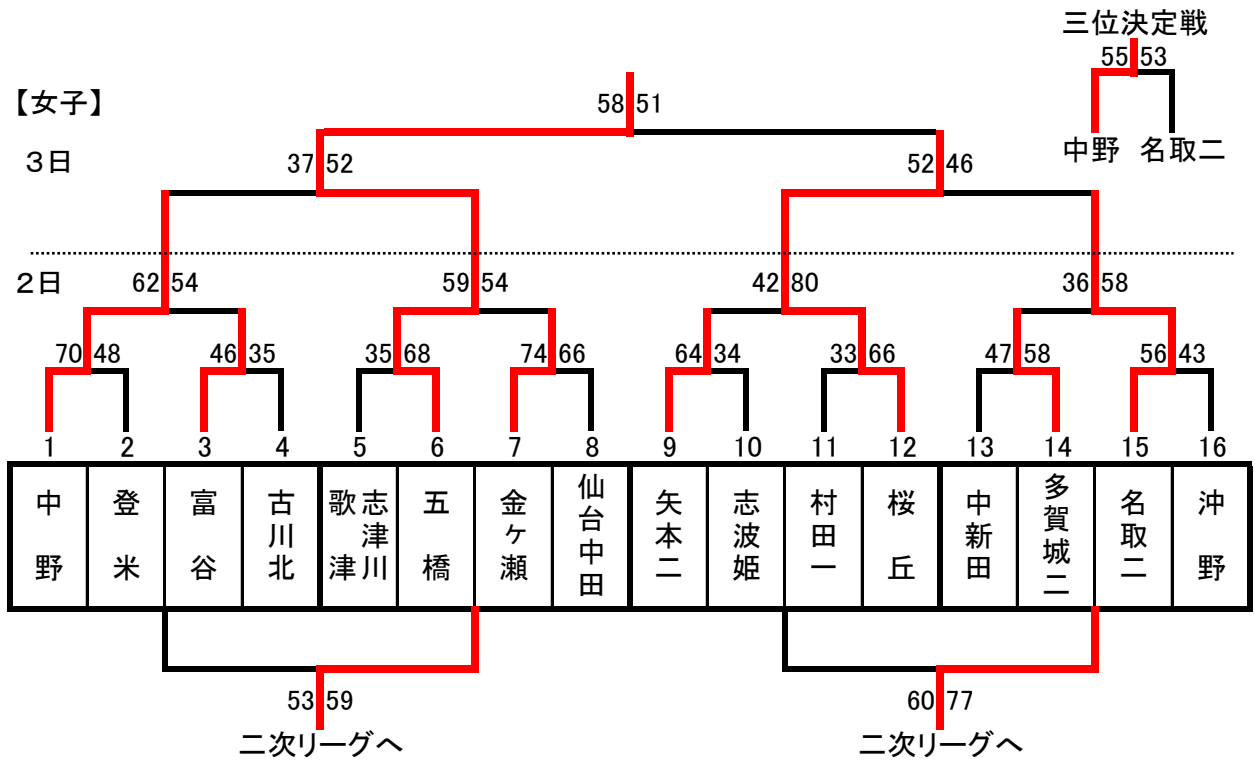 三位決定戦
55 53
中野 名取二
【女子】
58 51
3日
37 52 52 46
2日
62 54 59 54 42 80 36 58
70 48 46 35 35 68 74 66 64 34 33 66 47 58 56 43
1 2 3 4 5 6 7 8 9 10 11 12 13 14 15 16
中野 登米 富谷 古川北 志津川歌津 五橋 金ヶ瀬 仙台中田 矢本二 志波姫 村田一 桜丘 中新田 多賀城二 名取二 沖野
53 59 60 77
二次リーグへ 二次リーグへ